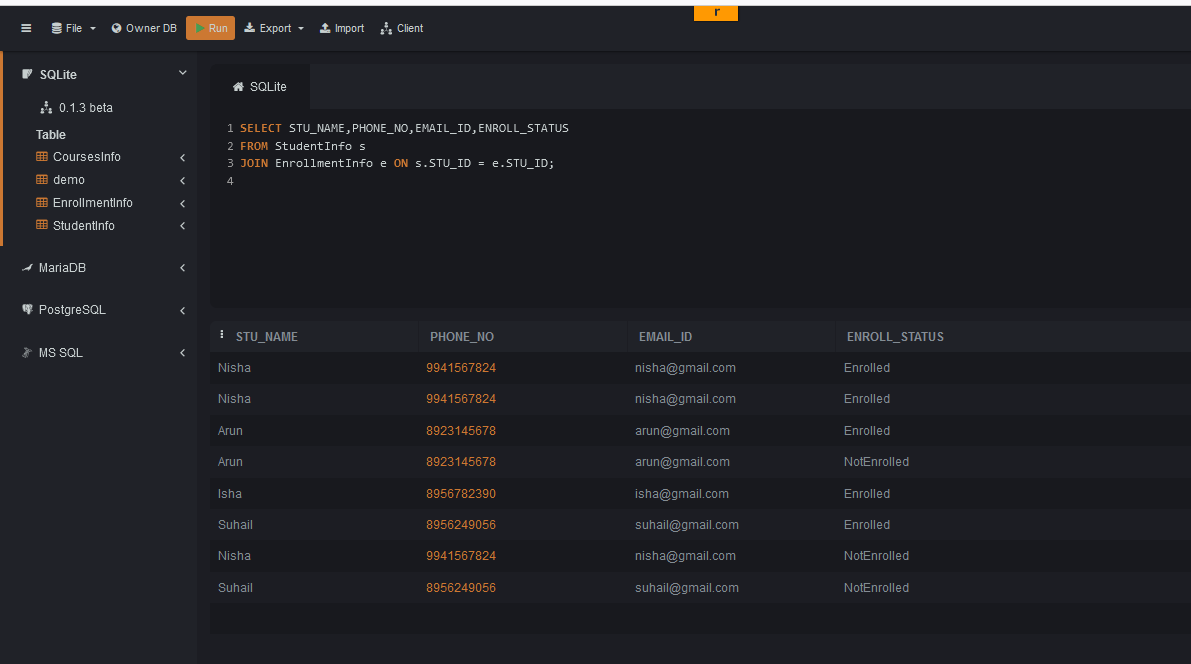 r
File Owner DB Run Export Import Client
SQLite
0.1.3 beta
Table
CoursesInfo
demo
EnrollmentInfo
StudentInfo
MariaDB
PostgreSQL
MS SQL
SQLite
1 SELECT STU_NAME,PHONE_NO,EMAIL_ID,ENROLL_STATUS
2 FROM StudentInfo s
3 JOIN EnrollmentInfo e ON s.STU_ID = e.STU_ID;
4
STU_NAME PHONE_NO EMAIL_ID ENROLL_STATUS
Nisha 9941567824 nisha@gmail.com Enrolled
Nisha 9941567824 nisha@gmail.com Enrolled
Arun 8923145678 arun@gmail.com Enrolled
Arun 8923145678 arun@gmail.com NotEnrolled
Isha 8956782390 isha@gmail.com Enrolled
Suhail 8956249056 suhail@gmail.com Enrolled
Nisha 9941567824 nisha@gmail.com NotEnrolled
Suhail 8956249056 suhail@gmail.com NotEnrolled